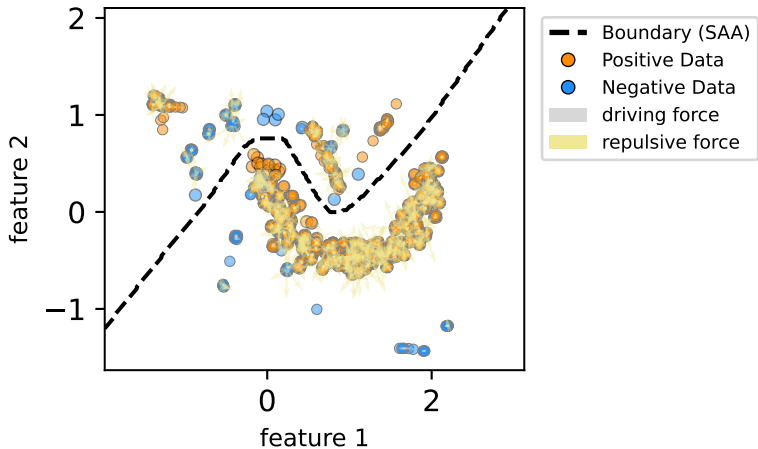 2
1
0
−1
feature 2
0
2
feature 1
Boundary (SAA)
Positive Data
Negative Data
driving force
repulsive force